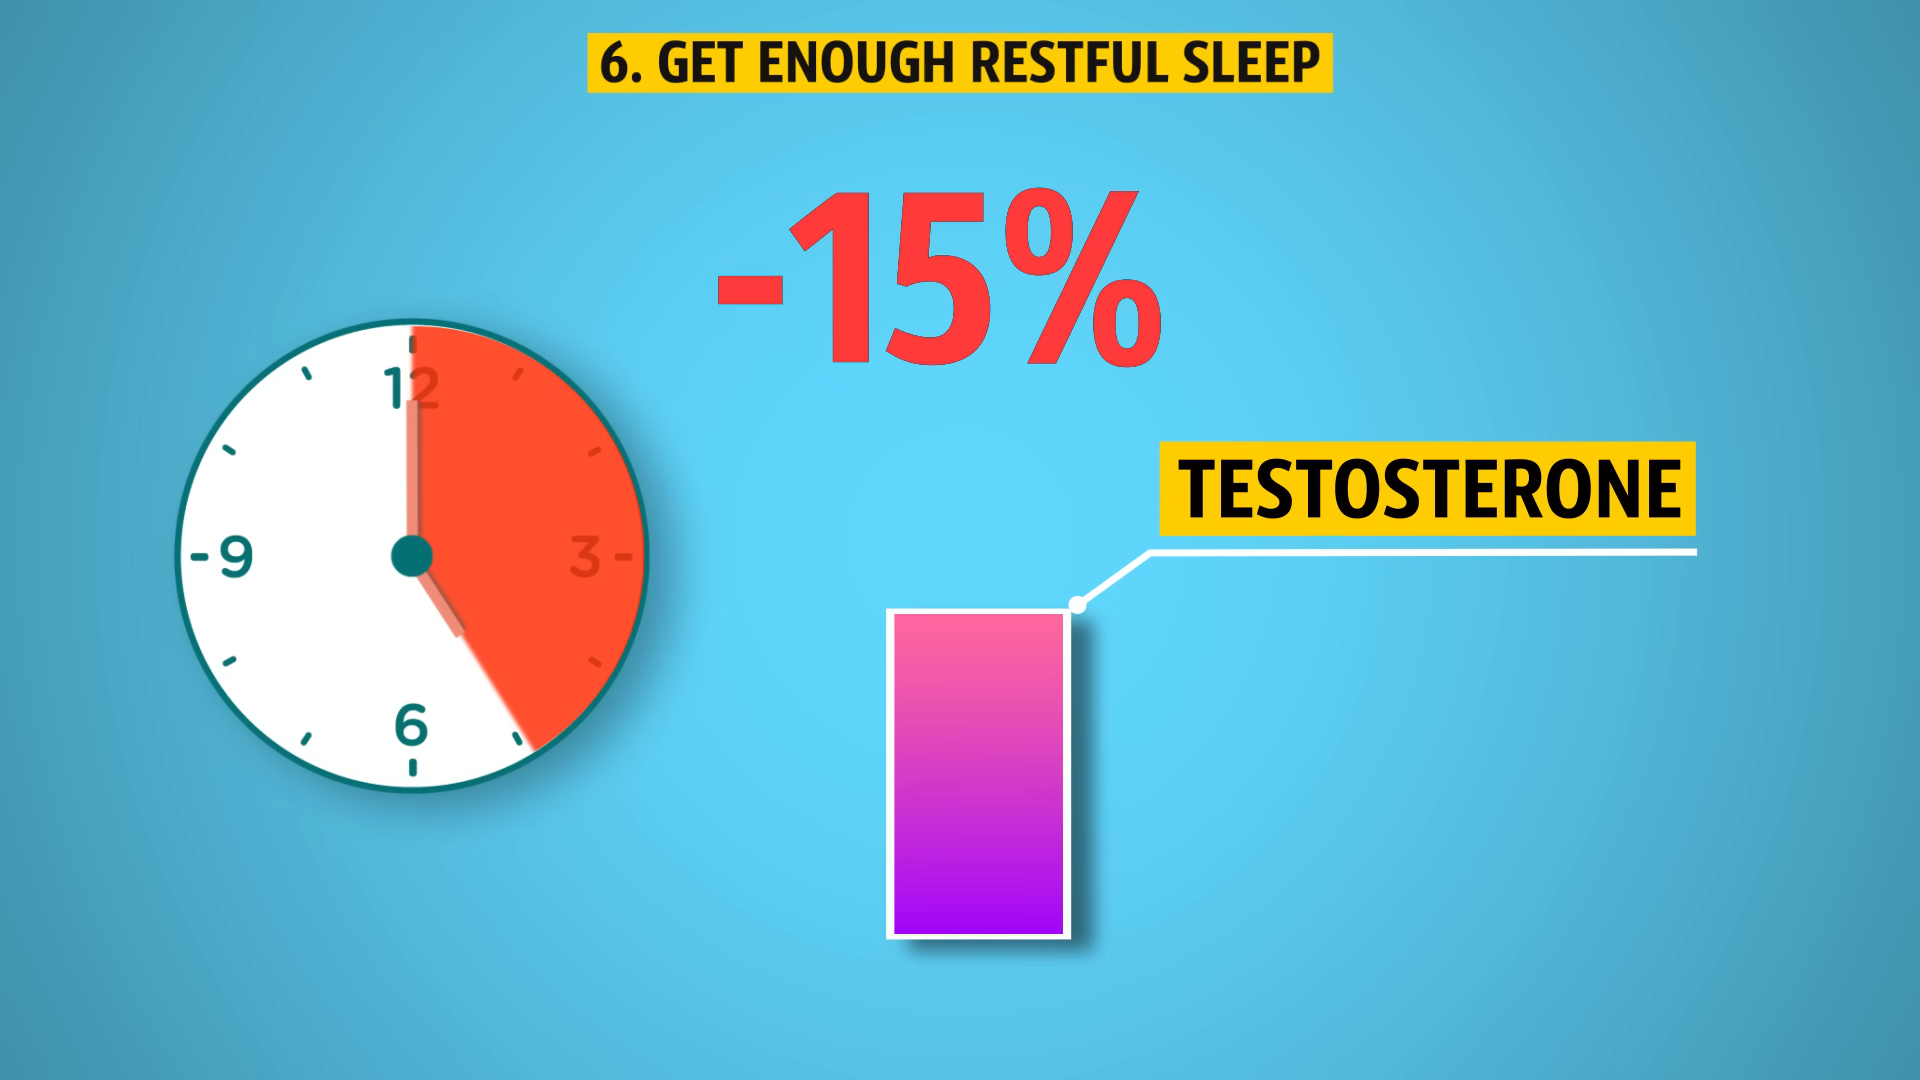 6. GET ENOUGH RESTFUL SLEEP
-15%
12
9
3
6
TESTOSTERONE